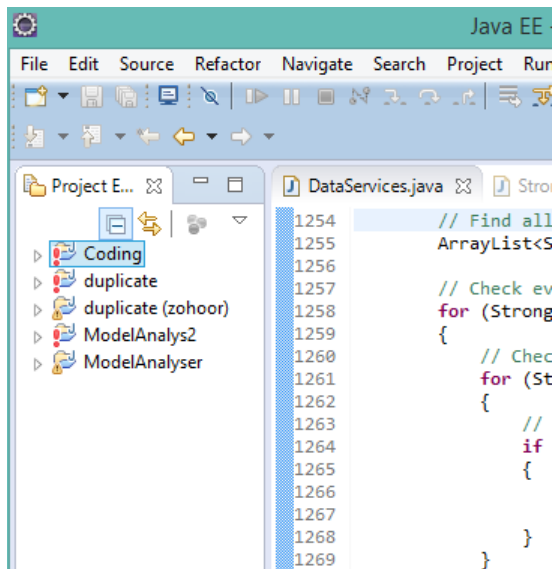 Java EE -
File Edit Source Refactor Navigate Search Project Run
Project E...
DataServices.java
Stron
Coding
duplicate
duplicate (zohoor)
ModelAnalys2
ModelAnalyser
1254 // Find all
1255 ArrayList<S
1256
1257 // Check ev
1258 for (Strong
1259 {
1260 // Chec
1261 for (St
1262 {
1263 //
1264 if
1265 {
1266
1267
1268 }
1269 }